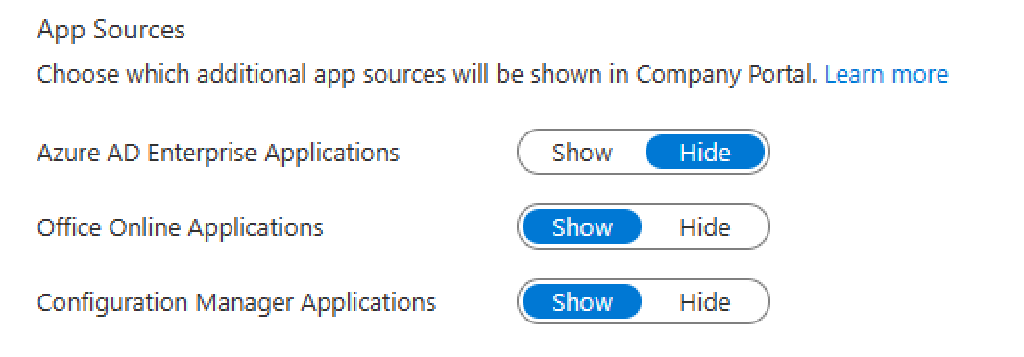 App Sources
Choose which additional app sources will be shown in Company Portal. Learn more
Azure AD Enterprise Applications Show Hide
Office Online Applications Show Hide
Configuration Manager Applications Show Hide